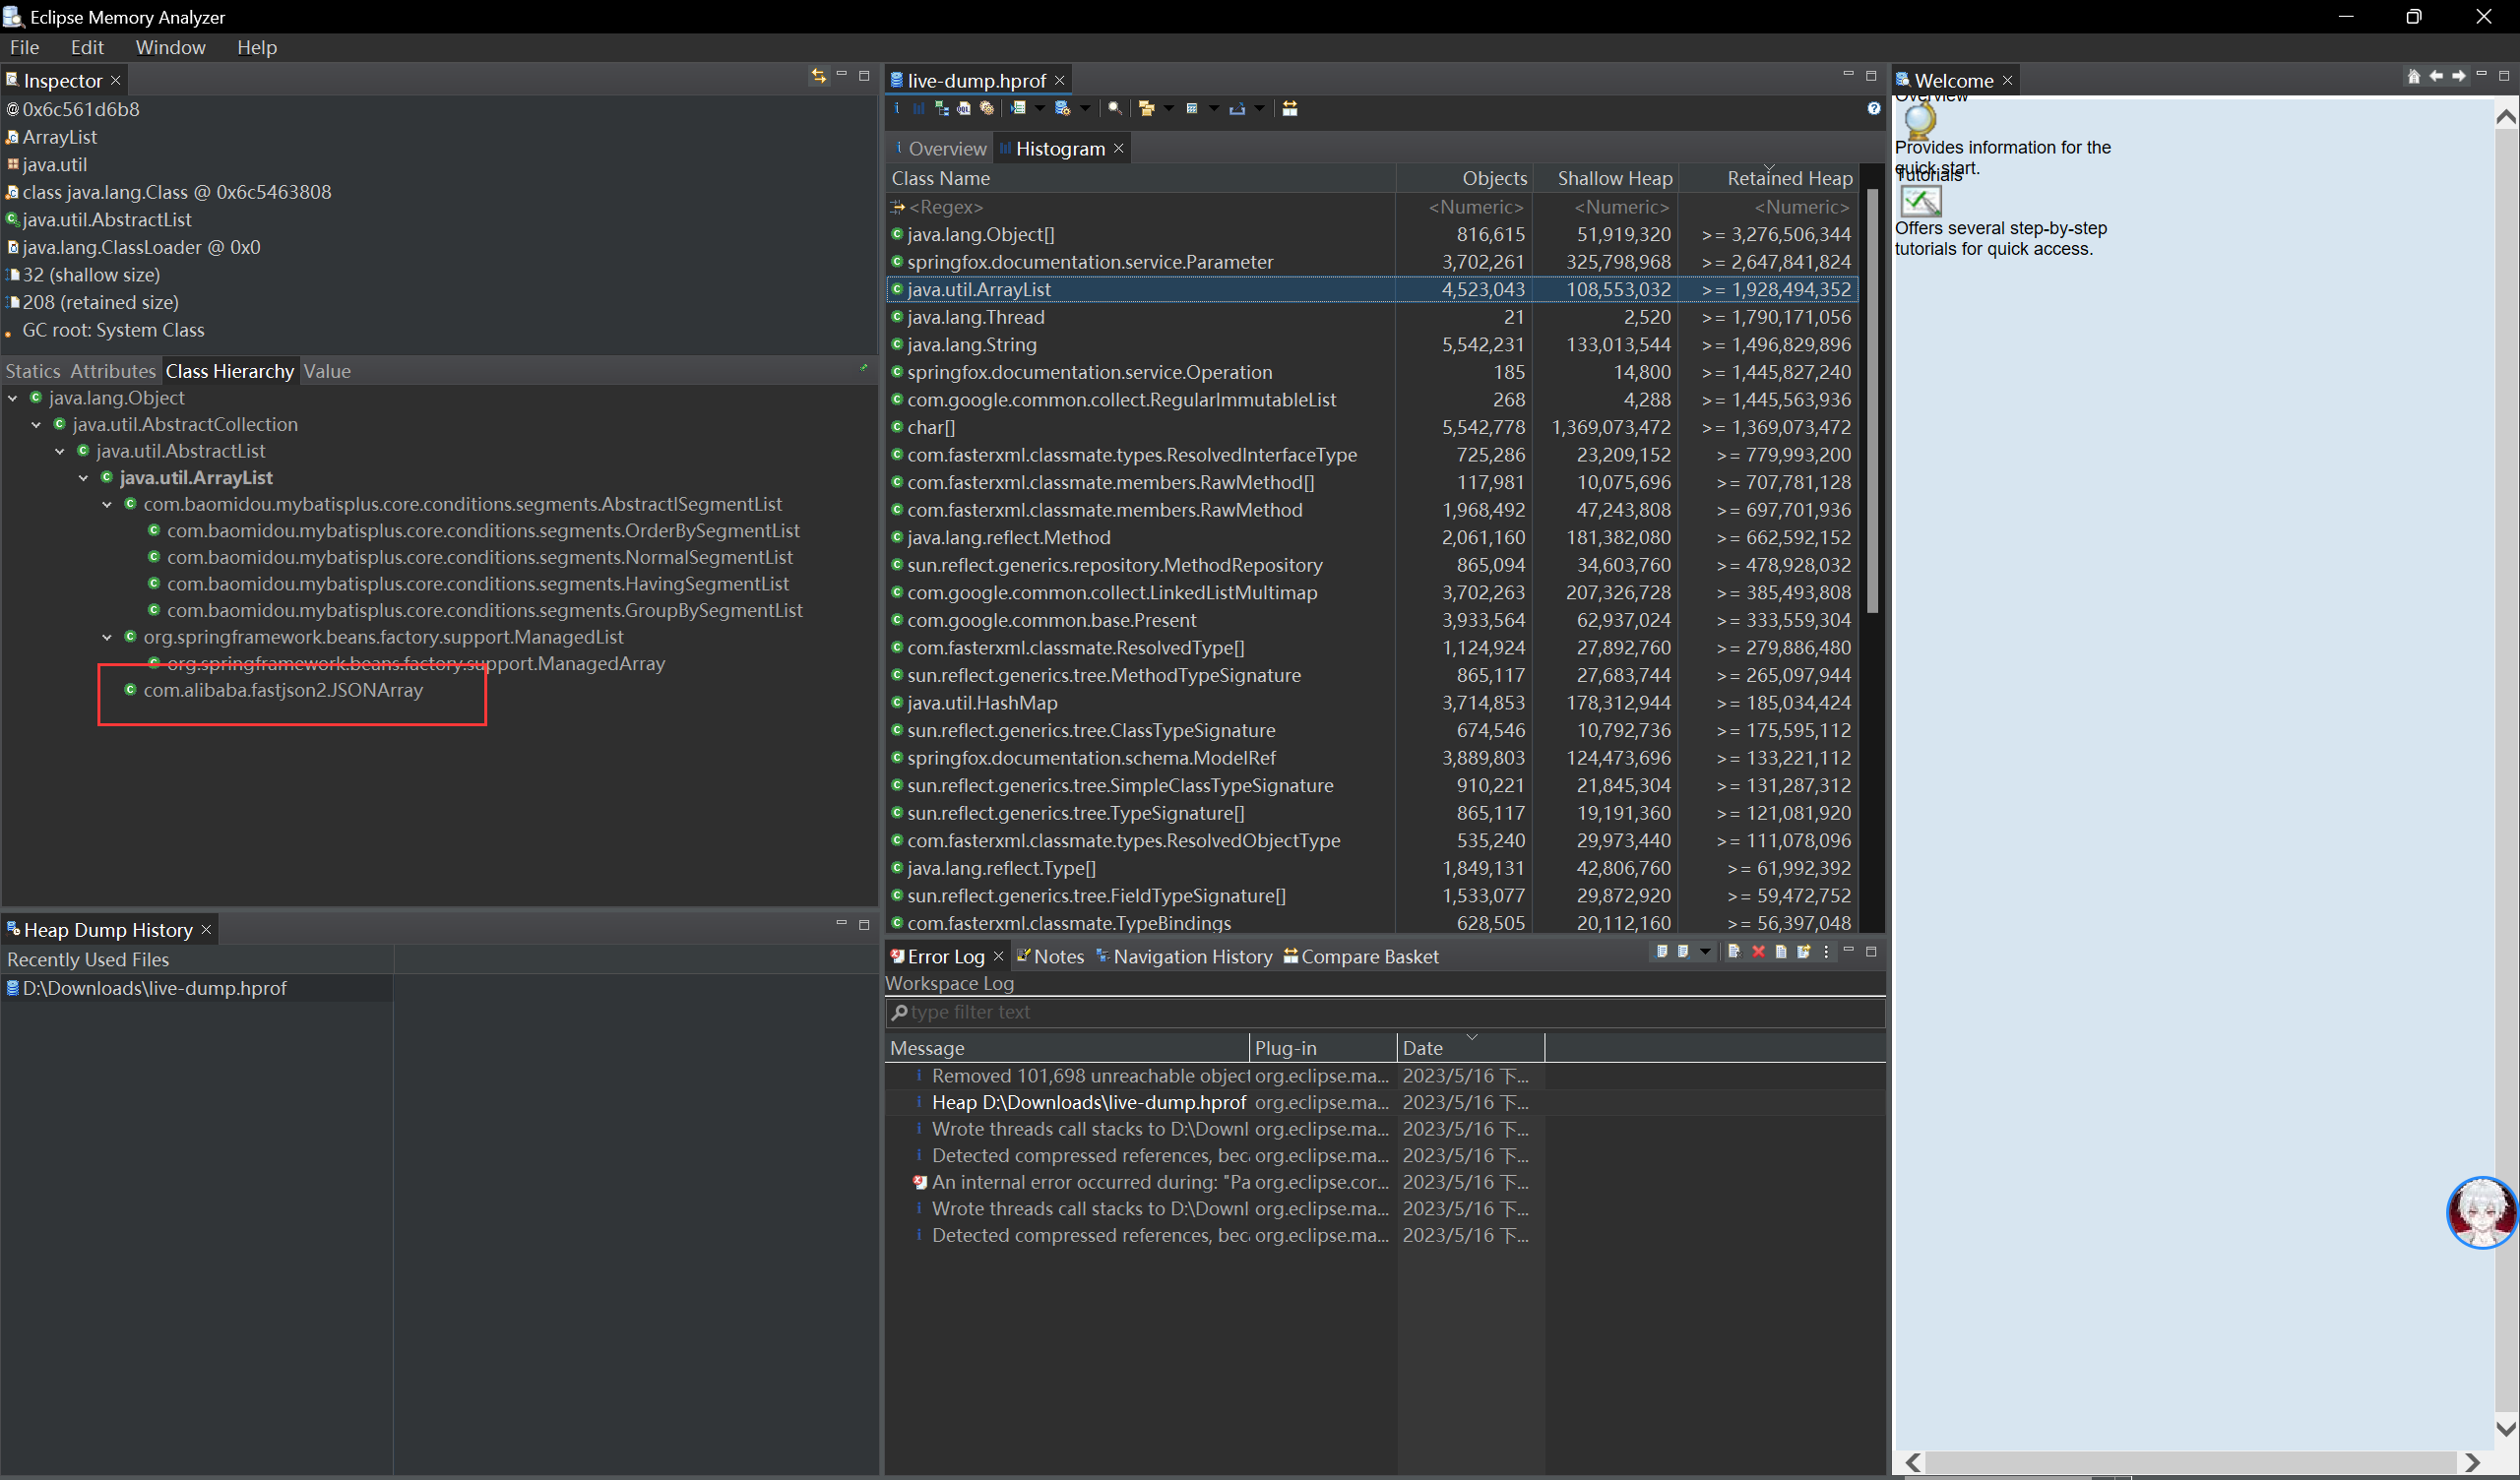 Eclipse Memory Analyzer
File Edit Window Help
Inspector
@ 0x6c561d6b8
ArrayList
java.util
class java.lang.Class @ 0x6c5463808
java.util.AbstractList
java.lang.ClassLoader @ 0x0
32 (shallow size)
208 (retained size)
GC root: System Class
Statics Attributes Class Hierarchy Value
java.lang.Object
java.util.AbstractCollection
java.util.AbstractList
java.util.ArrayList
com.baomidou.mybatisplus.core.conditions.segments.AbstractISegmentList
com.baomidou.mybatisplus.core.conditions.segments.OrderBySegmentList
com.baomidou.mybatisplus.core.conditions.segments.NormalSegmentList
com.baomidou.mybatisplus.core.conditions.segments.HavingSegmentList
com.baomidou.mybatisplus.core.conditions.segments.GroupBySegmentList
org.springframework.beans.factory.support.ManagedList
org.springframework.beans.factory.support.ManagedArray
com.alibaba.fastjson2.JSONArray
Heap Dump History
Recently Used Files
D:\Downloads\live-dump.hprof
live-dump.hprof
Overview Histogram
Class Name Objects Shallow Heap Retained Heap
<Regex> <Numeric> <Numeric> <Numeric>
java.lang.Object[] 816,615 51,919,320 >= 3,276,506,344
springfox.documentation.service.Parameter 3,702,261 325,798,968 >= 2,647,841,824
java.util.ArrayList 4,523,043 108,553,032 >= 1,928,494,352
java.lang.Thread 21 2,520 >= 1,790,171,056
java.lang.String 5,542,231 133,013,544 >= 1,496,829,896
springfox.documentation.service.Operation 185 14,800 >= 1,445,827,240
com.google.common.collect.RegularImmutableList 268 4,288 >= 1,445,563,936
char[] 5,542,778 1,369,073,472 >= 1,369,073,472
com.fasterxml.classmate.types.ResolvedInterfaceType 725,286 23,209,152 >= 779,993,200
com.fasterxml.classmate.members.RawMethod[] 117,981 10,075,696 >= 707,781,128
com.fasterxml.classmate.members.RawMethod 1,968,492 47,243,808 >= 697,701,936
java.lang.reflect.Method 2,061,160 181,382,080 >= 662,592,152
sun.reflect.generics.repository.MethodRepository 865,094 34,603,760 >= 478,928,032
com.google.common.collect.LinkedListMultimap 3,702,263 207,326,728 >= 385,493,808
com.google.common.base.Present 3,933,564 62,937,024 >= 333,559,304
com.fasterxml.classmate.ResolvedType[] 1,124,924 27,892,760 >= 279,886,480
sun.reflect.generics.tree.MethodTypeSignature 865,117 27,683,744 >= 265,097,944
java.util.HashMap 3,714,853 178,312,944 >= 185,034,424
sun.reflect.generics.tree.ClassTypeSignature 674,546 10,792,736 >= 175,595,112
springfox.documentation.schema.ModelRef 3,889,803 124,473,696 >= 133,221,112
sun.reflect.generics.tree.SimpleClassTypeSignature 910,221 21,845,304 >= 131,287,312
sun.reflect.generics.tree.TypeSignature[] 865,117 19,191,360 >= 121,081,920
com.fasterxml.classmate.types.ResolvedObjectType 535,240 29,973,440 >= 111,078,096
java.lang.reflect.Type[] 1,849,131 42,806,760 >= 61,992,392
sun.reflect.generics.tree.FieldTypeSignature[] 1,533,077 29,872,920 >= 59,472,752
com.fasterxml.classmate.TypeBindings 628,505 20,112,160 >= 56,397,048
Error Log Notes Navigation History Compare Basket
Workspace Log
type filter text
Message Plug-in Date
Removed 101,698 unreachable object org.eclipse.ma... 2023/5/16 下...
Heap D:\Downloads\live-dump.hprof org.eclipse.ma... 2023/5/16 下...
Wrote threads call stacks to D:\Downl org.eclipse.ma... 2023/5/16 下...
Detected compressed references, bec org.eclipse.ma... 2023/5/16 下...
An internal error occurred during: "Pa org.eclipse.cor... 2023/5/16 下...
Wrote threads call stacks to D:\Downl org.eclipse.ma... 2023/5/16 下...
Detected compressed references, bec org.eclipse.ma... 2023/5/16 下...
Welcome
Overview
Provides information for the
quick start.
Tutorials
Offers several step-by-step
tutorials for quick access.